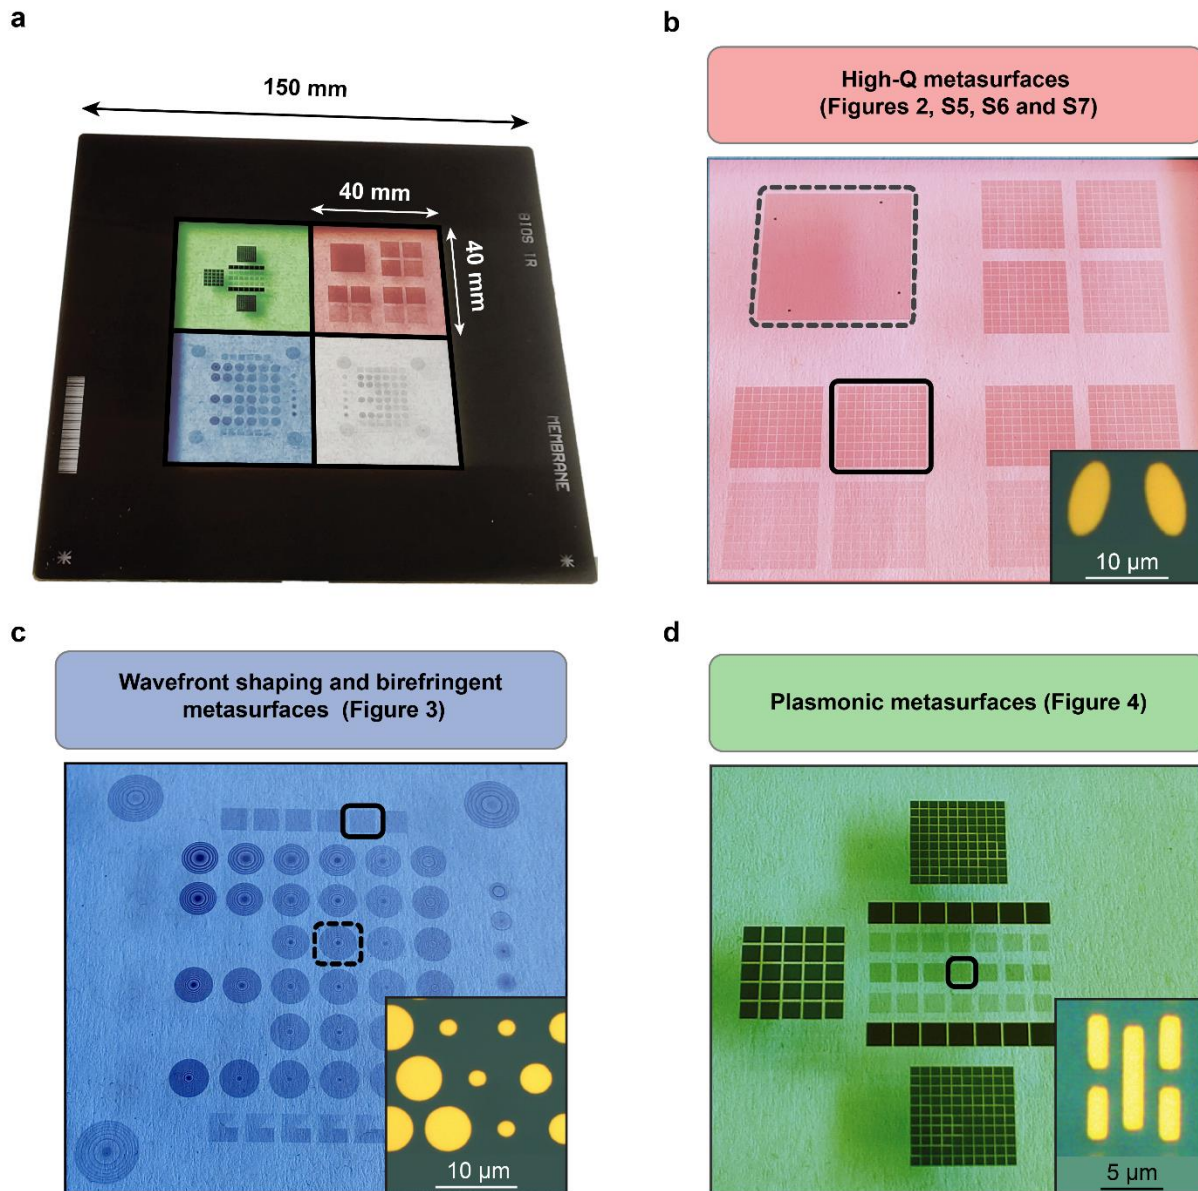 a
150 mm
40 mm
40 mm
BIOS IR
MEMBRANE
b
High-Q metasurfaces
(Figures 2, S5, S6 and S7)
10 µm
c
Wavefront shaping and birefringent
metasurfaces (Figure 3)
10 µm
d
Plasmonic metasurfaces (Figure 4)
5 µm